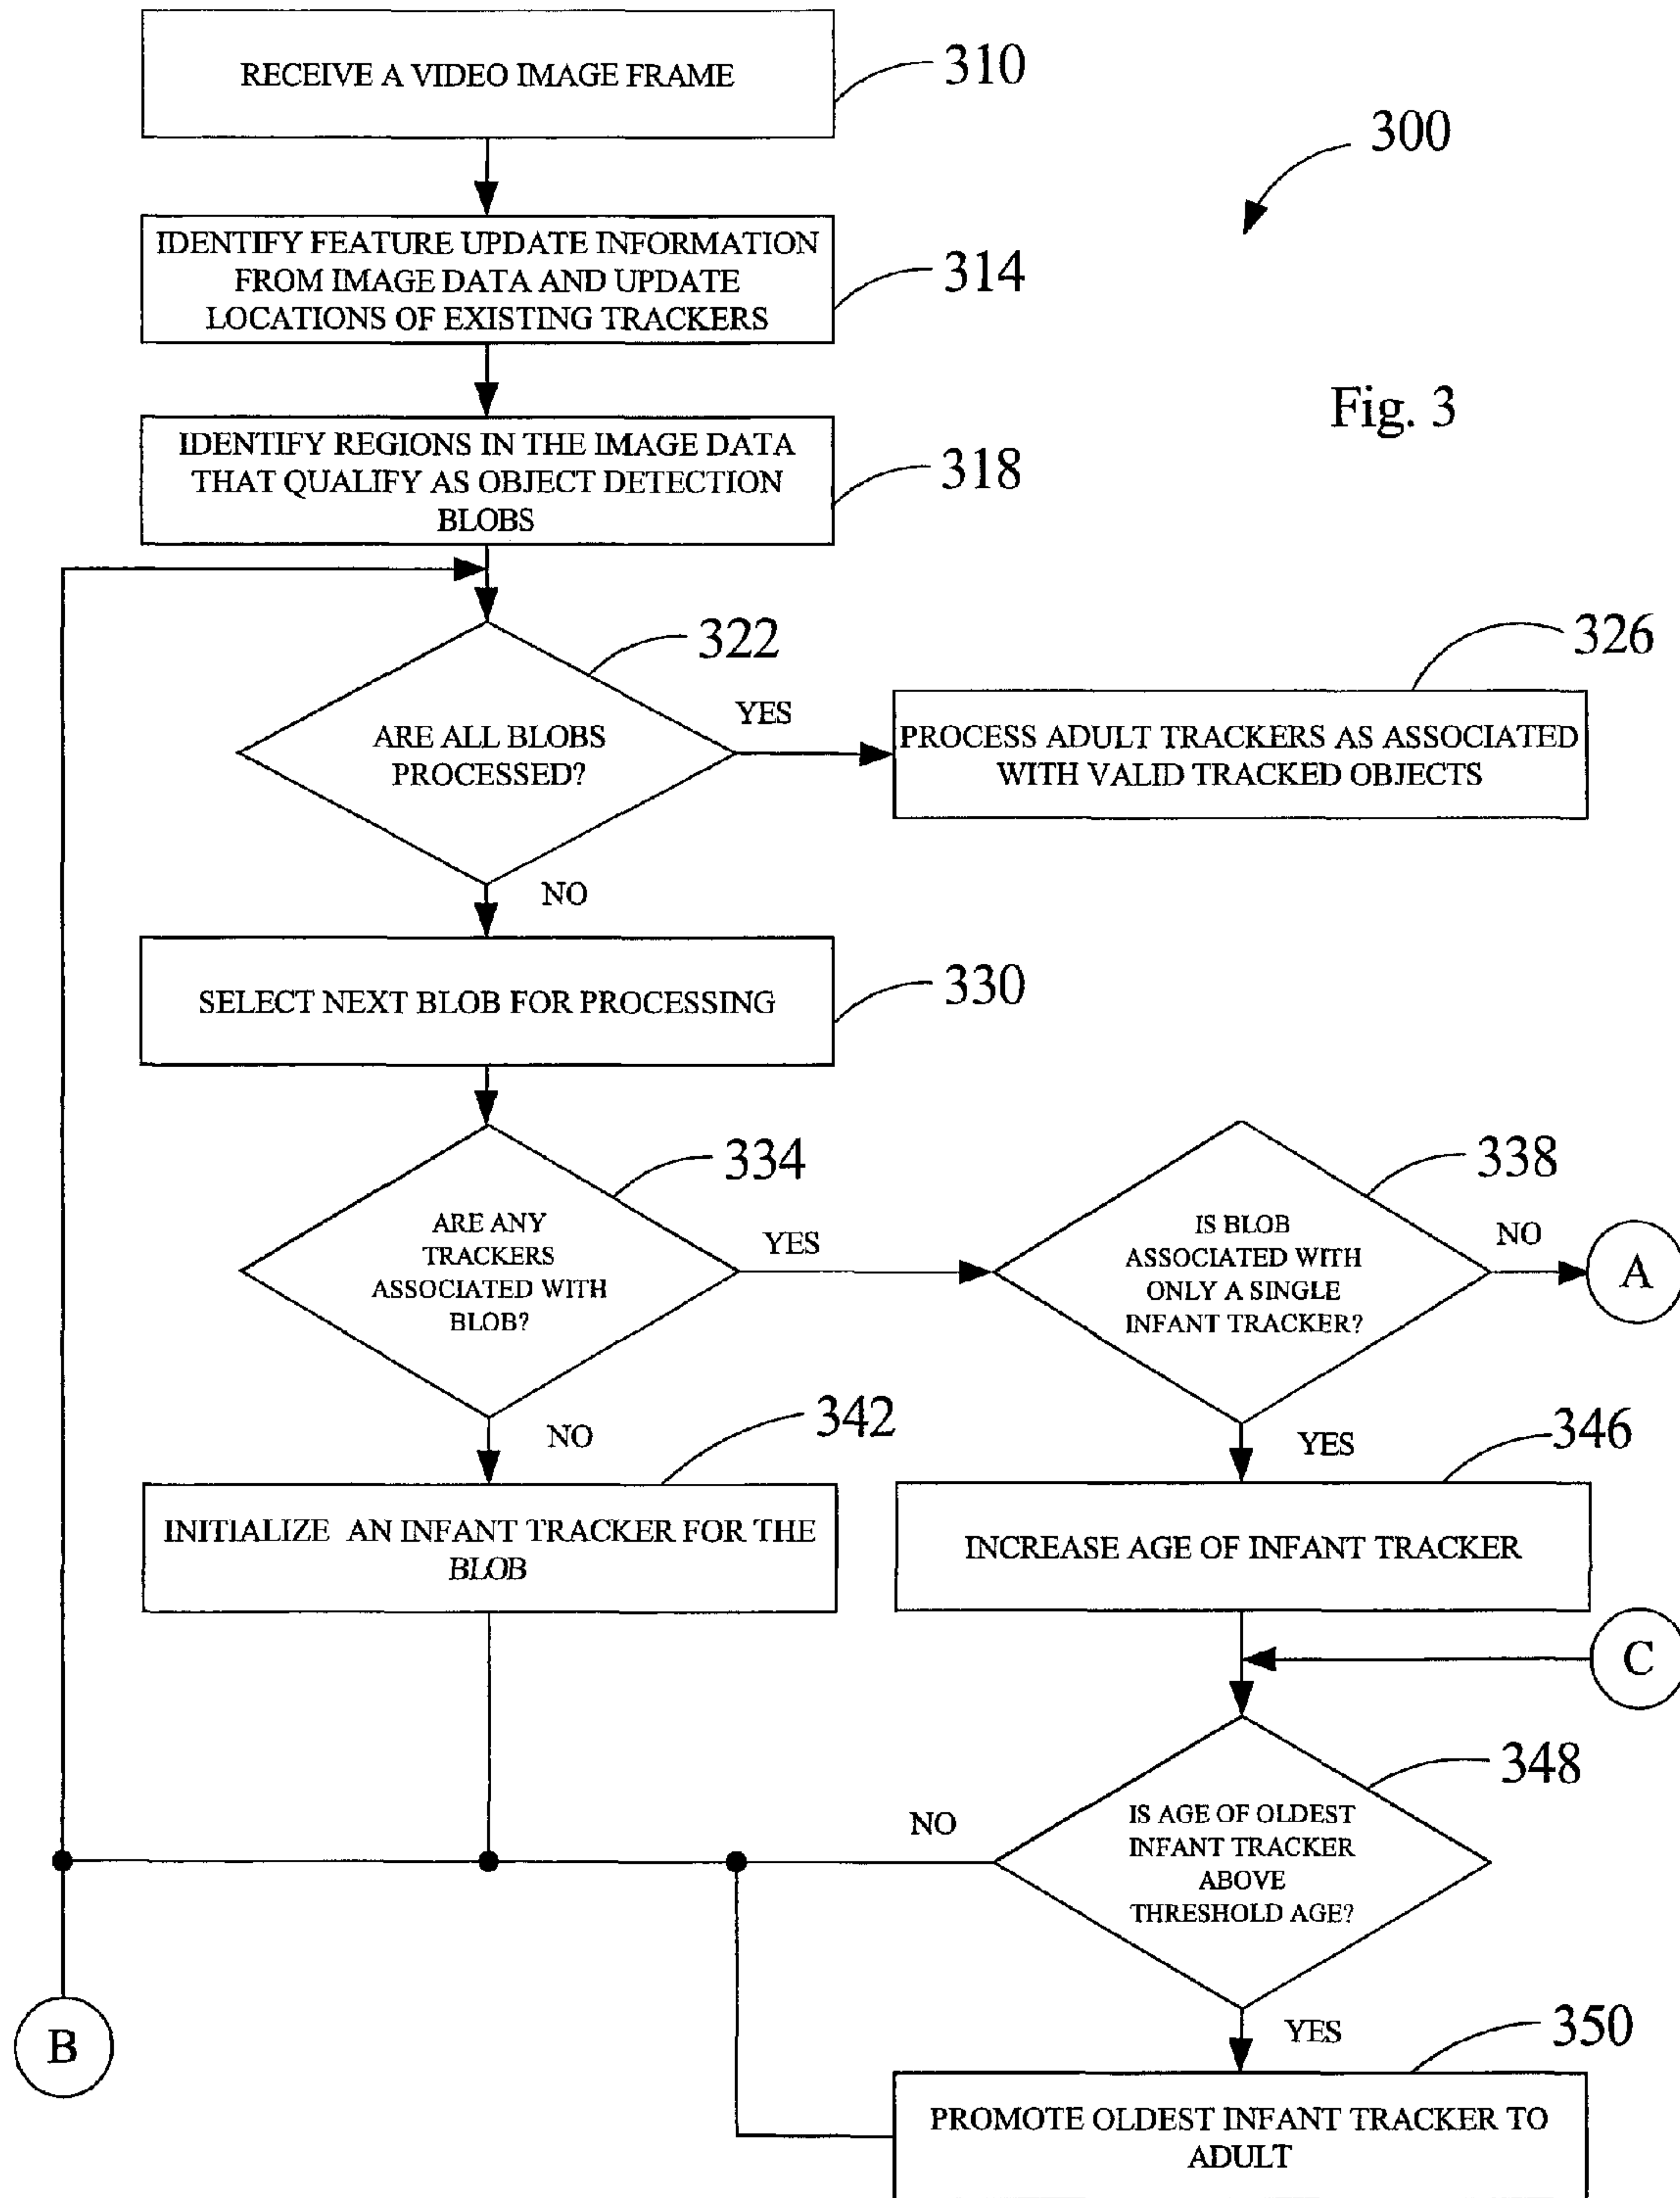 RECEIVE A VIDEO IMAGE FRAME
310
300
IDENTIFY FEATURE UPDATE INFORMATION
FROM IMAGE DATA AND UPDATE
LOCATIONS OF EXISTING TRACKERS
314
Fig. 3
IDENTIFY REGIONS IN THE IMAGE DATA
THAT QUALIFY AS OBJECT DETECTION
BLOBS
318
322
ARE ALL BLOBS
PROCESSED?
YES
326
PROCESS ADULT TRACKERS AS ASSOCIATED
WITH VALID TRACKED OBJECTS
NO
SELECT NEXT BLOB FOR PROCESSING
330
334
ARE ANY
TRACKERS
ASSOCIATED WITH
BLOB?
YES
338
IS BLOB
ASSOCIATED WITH
ONLY A SINGLE
INFANT TRACKER?
NO
A
NO
342
INITIALIZE AN INFANT TRACKER FOR THE
BLOB
YES
346
INCREASE AGE OF INFANT TRACKER
C
348
IS AGE OF OLDEST
INFANT TRACKER
ABOVE
THRESHOLD AGE?
NO
B
YES
350
PROMOTE OLDEST INFANT TRACKER TO
ADULT